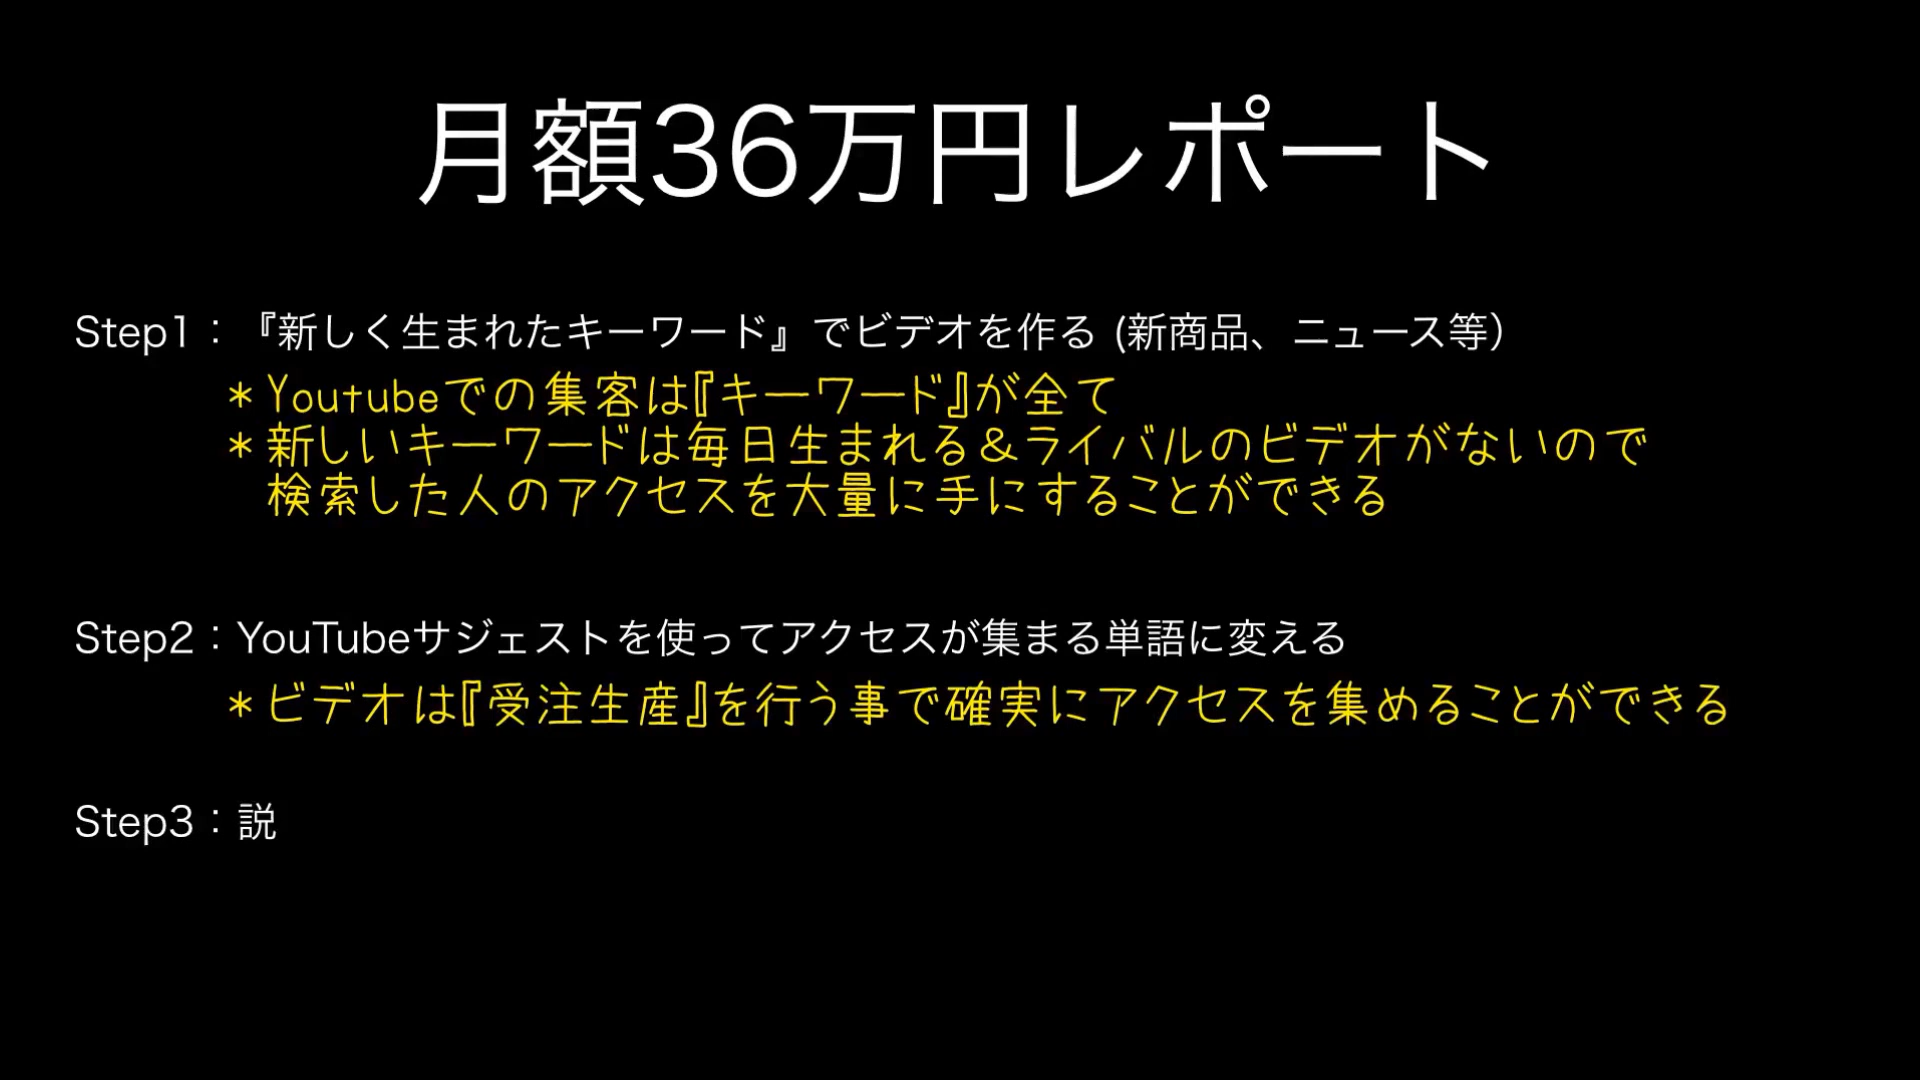 月額36万円レポート
Step1：『新しく生まれたキーワード』でビデオを作る (新商品、ニュース等）
＊Youtubeでの集客は『キーワード』が全て
＊新しいキーワードは毎日生まれる＆ライバルのビデオがないので
検索した人のアクセスを大量に手にすることができる
Step2：YouTubeサジェストを使ってアクセスが集まる単語に変える
＊ビデオは『受注生産』を行う事で確実にアクセスを集めることができる
Step3：説